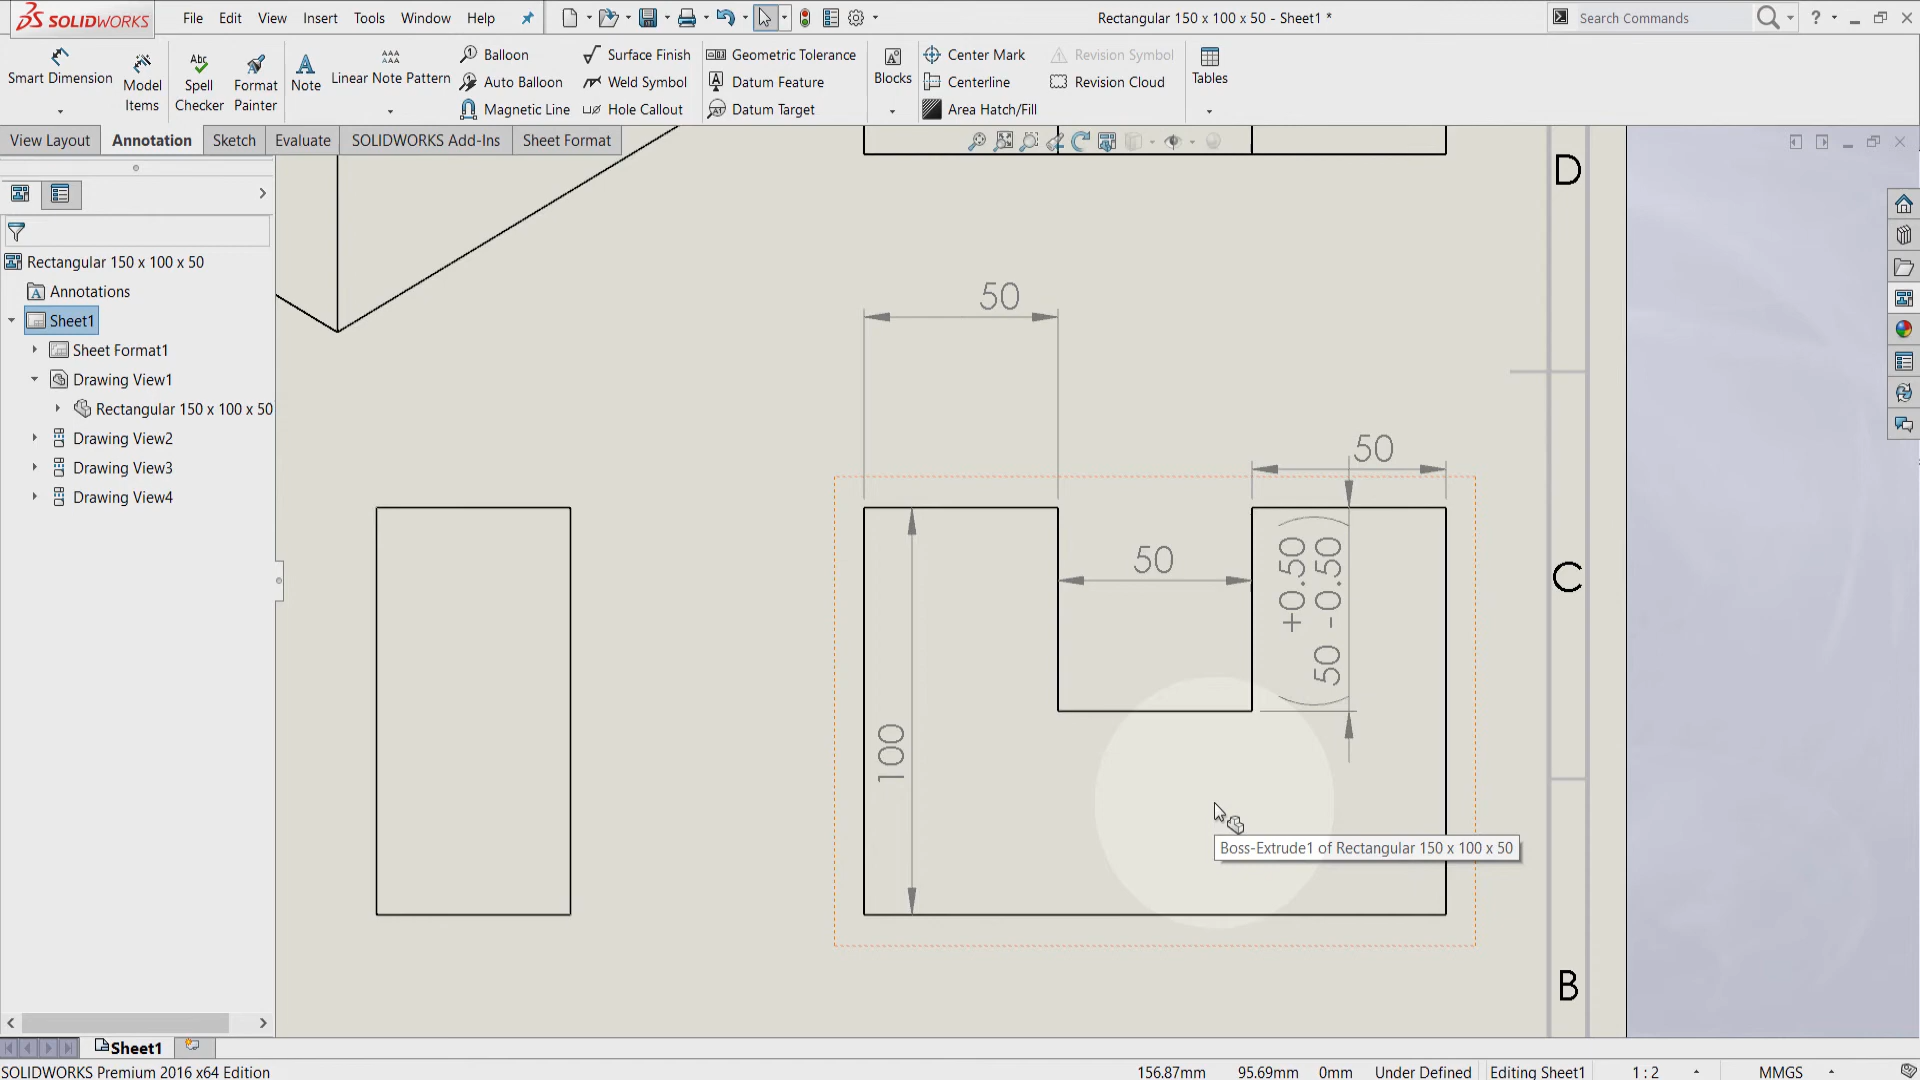 SOLIDWORKS
File Edit View Insert Tools Window Help
Rectangular 150 x 100 x 50 - Sheet1 *
Search Commands
?
Smart Dimension
Model Items
Abc
Spell Checker
Format Painter
A
Note
AAA
AAA
Linear Note Pattern
Balloon
Auto Balloon
Magnetic Line
Surface Finish
Weld Symbol
Hole Callout
Geometric Tolerance
Datum Feature
Datum Target
Blocks
Center Mark
Centerline
Area Hatch/Fill
Revision Symbol
Revision Cloud
Tables
View Layout
Annotation
Sketch
Evaluate
SOLIDWORKS Add-Ins
Sheet Format
Rectangular 150 x 100 x 50
Annotations
Sheet1
Sheet Format1
Drawing View1
Rectangular 150 x 100 x 50
Drawing View2
Drawing View3
Drawing View4
D
50
50
50
+0.50
50 -0.50
C
100
Boss-Extrude1 of Rectangular 150 x 100 x 50
B
Sheet1
SOLIDWORKS Premium 2016 x64 Edition
156.87mm
95.69mm
0mm
Under Defined
Editing Sheet1
1 : 2
MMGS